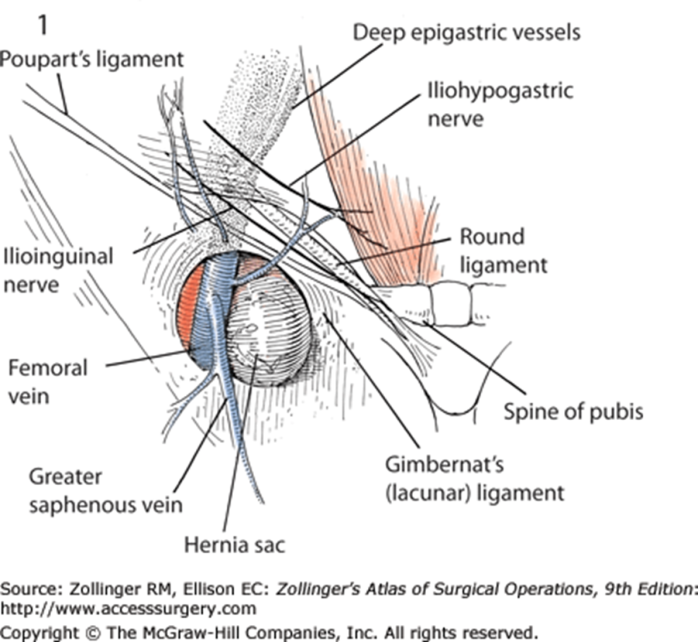 1
Poupart's ligament
Deep epigastric vessels
Iliohypogastric
nerve
Ilioinguinal
nerve
Round
ligament
Femoral
vein
Spine of pubis
Gimbernat's
(lacunar) ligament
Greater
saphenous vein
Hernia sac
Source: Zollinger RM, Ellison EC: Zollinger's Atlas of Surgical Operations, 9th Edition:
http://www.accesssurgery.com
Copyright © The McGraw-Hill Companies, Inc. All rights reserved.